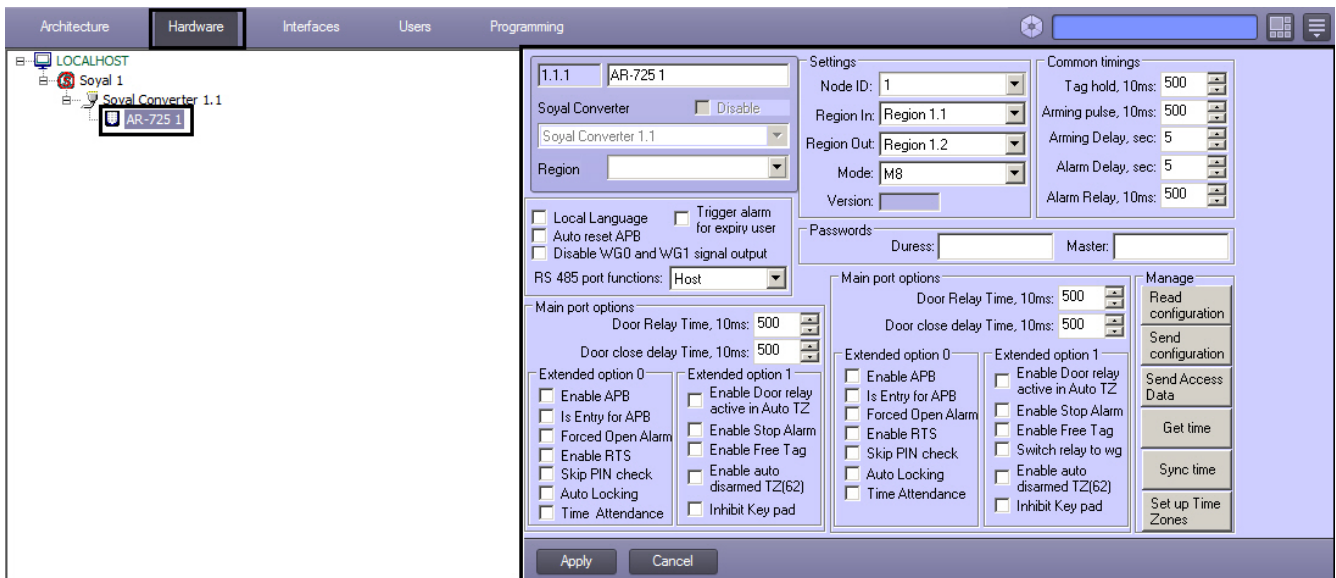 Architecture Hardware Interfaces Users Programming
LOCALHOST
Soyal 1
Soyal Converter 1.1
AR-725 1
1.1.1 AR-725 1
Soyal Converter Disable
Soyal Converter 1.1
Region
Settings
Node ID: 1
Region In: Region 1.1
Region Out: Region 1.2
Mode: M8
Version:
Common timings
Tag hold, 10ms: 500
Arming pulse, 10ms: 500
Arming Delay, sec: 5
Alarm Delay, sec: 5
Alarm Relay, 10ms: 500
Local Language
Trigger alarm
for expiry user
Auto reset APB
Disable WG0 and WG1 signal output
RS 485 port functions: Host
Passwords
Duress: Master:
Main port options
Door Relay Time, 10ms: 500
Door close delay Time, 10ms: 500
Extended option 0
Enable APB
Is Entry for APB
Forced Open Alarm
Enable RTS
Skip PIN check
Auto Locking
Time Attendance
Extended option 1
Enable Door relay
active in Auto TZ
Enable Stop Alarm
Enable Free Tag
Enable auto
disarmed TZ(62)
Inhibit Key pad
Main port options
Door Relay Time, 10ms: 500
Door close delay Time, 10ms: 500
Extended option 0
Enable APB
Is Entry for APB
Forced Open Alarm
Enable RTS
Skip PIN check
Auto Locking
Time Attendance
Extended option 1
Enable Door relay
active in Auto TZ
Enable Stop Alarm
Enable Free Tag
Switch relay to wg
Enable auto
disarmed TZ(62)
Inhibit Key pad
Manage
Read
configuration
Send
configuration
Send Access
Data
Get time
Sync time
Set up Time
Zones
Apply Cancel